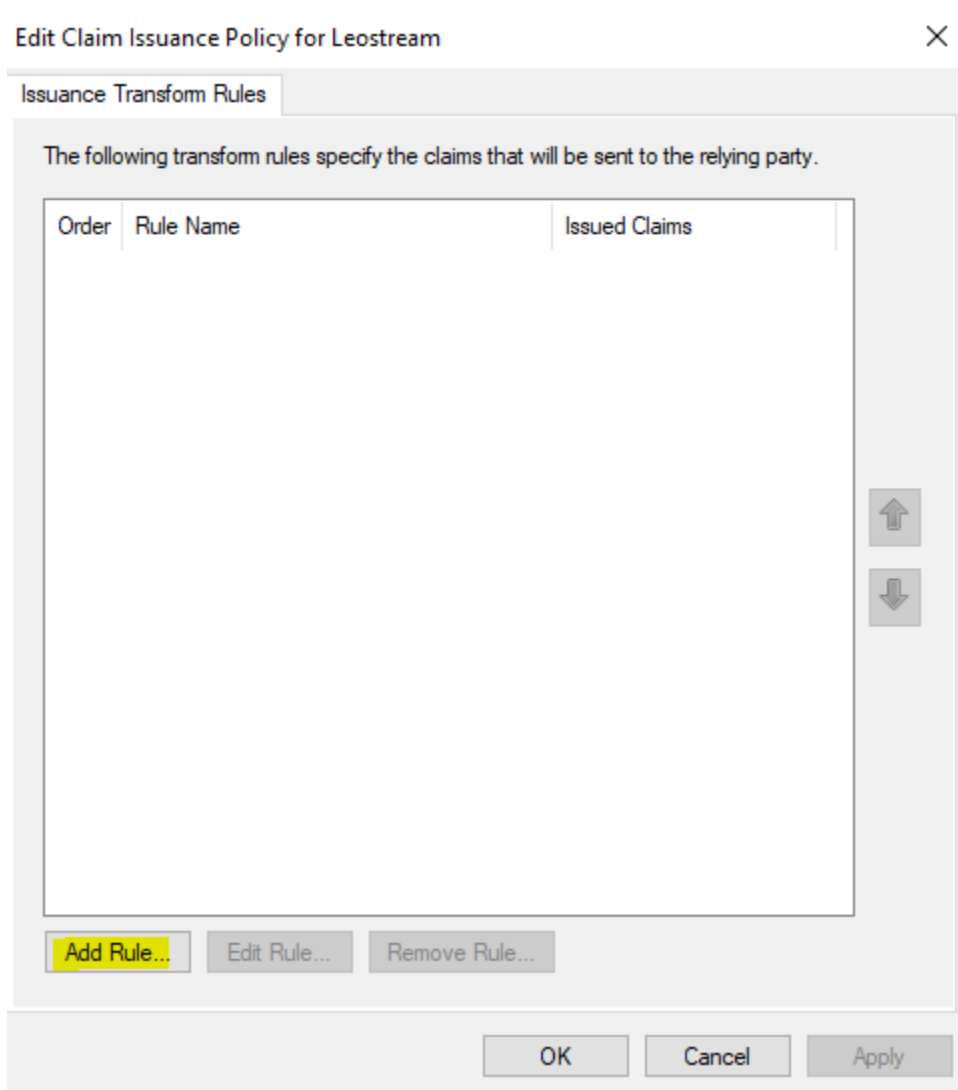 Edit Claim Issuance Policy for Leostream
Issuance Transform Rules
The following transform rules specify the claims that will be sent to the relying party.
Order Rule Name Issued Claims
Add Rule... Edit Rule... Remove Rule...
OK Cancel Apply